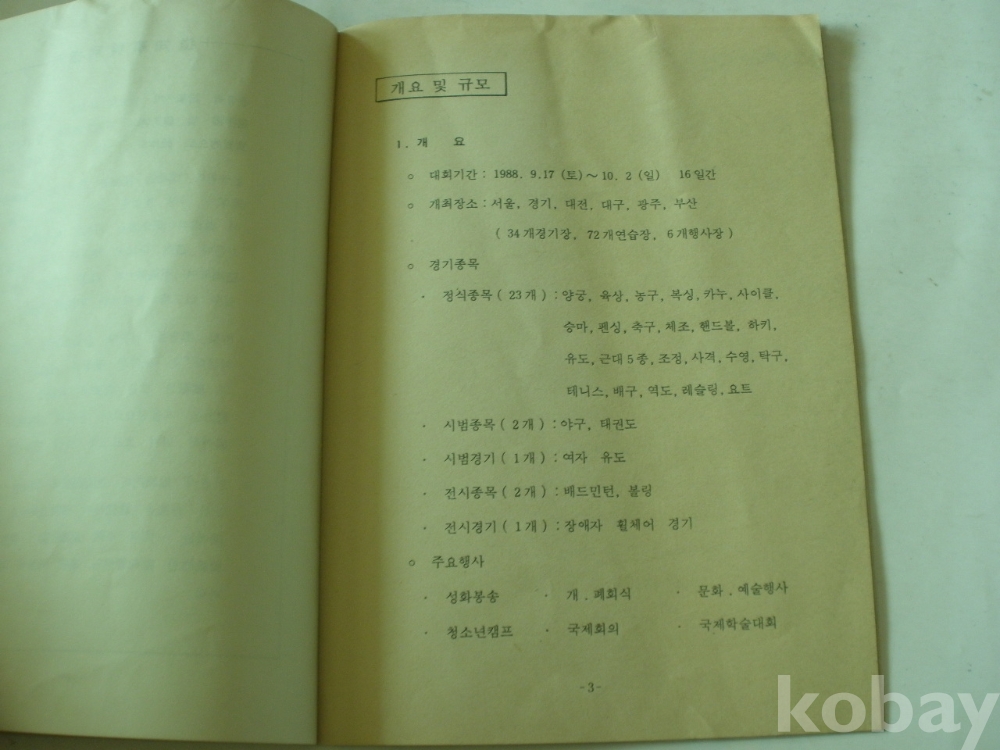 개요 및 규모
1. 개 요
○ 대회기간 : 1988. 9.17 (토) ~ 10. 2 (일) 16일간
○ 개최장소 : 서울, 경기, 대전, 대구, 광주, 부산
( 34개경기장, 72개연습장, 6개행사장 )
○ 경기종목
· 정식종목 ( 23개 ) : 양궁, 육상, 농구, 복싱, 카누, 사이클,
승마, 펜싱, 축구, 체조, 핸드볼, 하키,
유도, 근대5종, 조정, 사격, 수영, 탁구,
테니스, 배구, 역도, 레슬링, 요트
· 시범종목 ( 2개 ) : 야구, 태권도
· 시범경기 ( 1개 ) : 여자 유도
· 전시종목 ( 2개 ) : 배드민턴, 볼링
· 전시경기 ( 1개 ) : 장애자 휠체어 경기
○ 주요행사
· 성화봉송 · 개 . 폐회식 · 문화 . 예술행사
· 청소년캠프 · 국제회의 · 국제학술대회
- 3 -
kobay